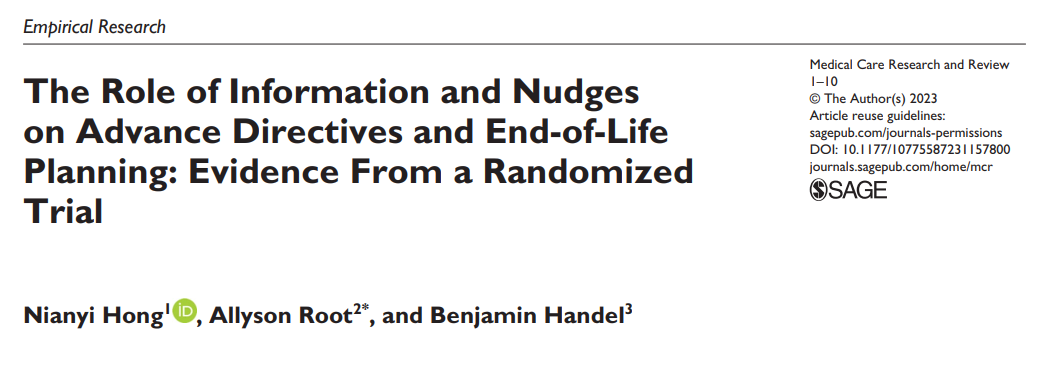 Empirical Research
The Role of Information and Nudges
on Advance Directives and End-of-Life
Planning: Evidence From a Randomized
Trial
Medical Care Research and Review
1–10
© The Author(s) 2023
Article reuse guidelines:
sagepub.com/journals-permissions
DOI: 10.1177/10775587231157800
journals.sagepub.com/home/mcr
SAGE
Nianyi Hong1 iD, Allyson Root2*, and Benjamin Handel3